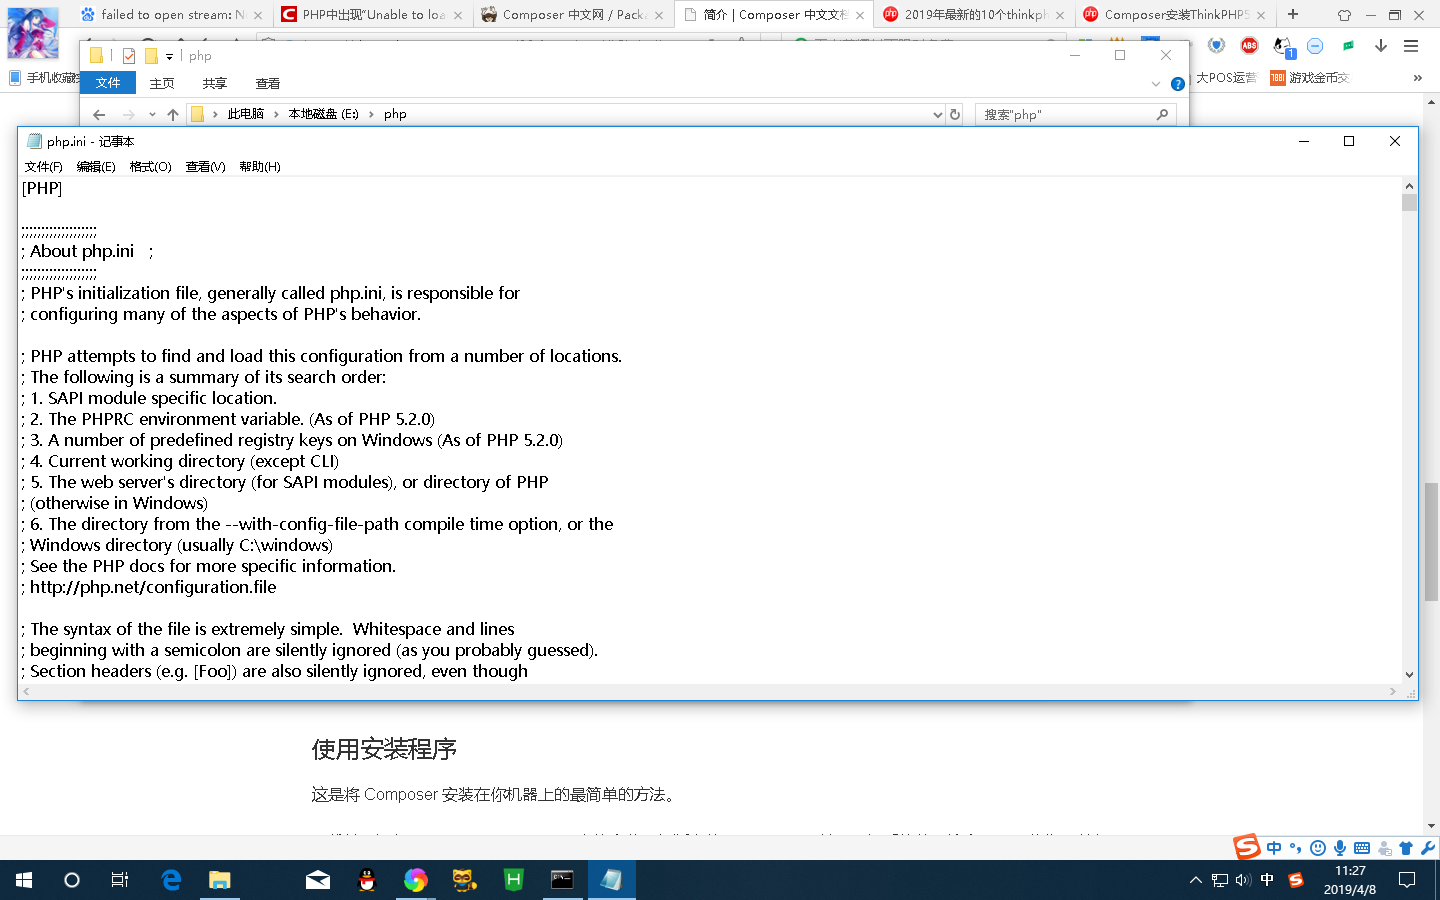 failed to open stream: N
PHP中出现"Unable to loa
Composer 中文网 / Packa
简介 | Composer 中文文档
2019年最新的10个thinkph
Composer安装ThinkPHP5
php
文件
主页
共享
查看
手机收藏
ABS
1
大POS运营
7881
游戏金币交
此电脑
本地磁盘 (E:)
php
搜索"php"
php.ini - 记事本
文件(F)
编辑(E)
格式(O)
查看(V)
帮助(H)
[PHP]
;;;;;;;;;;;;;;;;;;;
; About php.ini   ;
;;;;;;;;;;;;;;;;;;;
; PHP's initialization file, generally called php.ini, is responsible for
; configuring many of the aspects of PHP's behavior.
; PHP attempts to find and load this configuration from a number of locations.
; The following is a summary of its search order:
; 1. SAPI module specific location.
; 2. The PHPRC environment variable. (As of PHP 5.2.0)
; 3. A number of predefined registry keys on Windows (As of PHP 5.2.0)
; 4. Current working directory (except CLI)
; 5. The web server's directory (for SAPI modules), or directory of PHP
; (otherwise in Windows)
; 6. The directory from the --with-config-file-path compile time option, or the
; Windows directory (usually C:\windows)
; See the PHP docs for more specific information.
; http://php.net/configuration.file
; The syntax of the file is extremely simple.  Whitespace and lines
; beginning with a semicolon are silently ignored (as you probably guessed).
; Section headers (e.g. [Foo]) are also silently ignored, even though
使用安装程序
这是将 Composer 安装在你机器上的最简单的方法。
中
中
11:27
2019/4/8